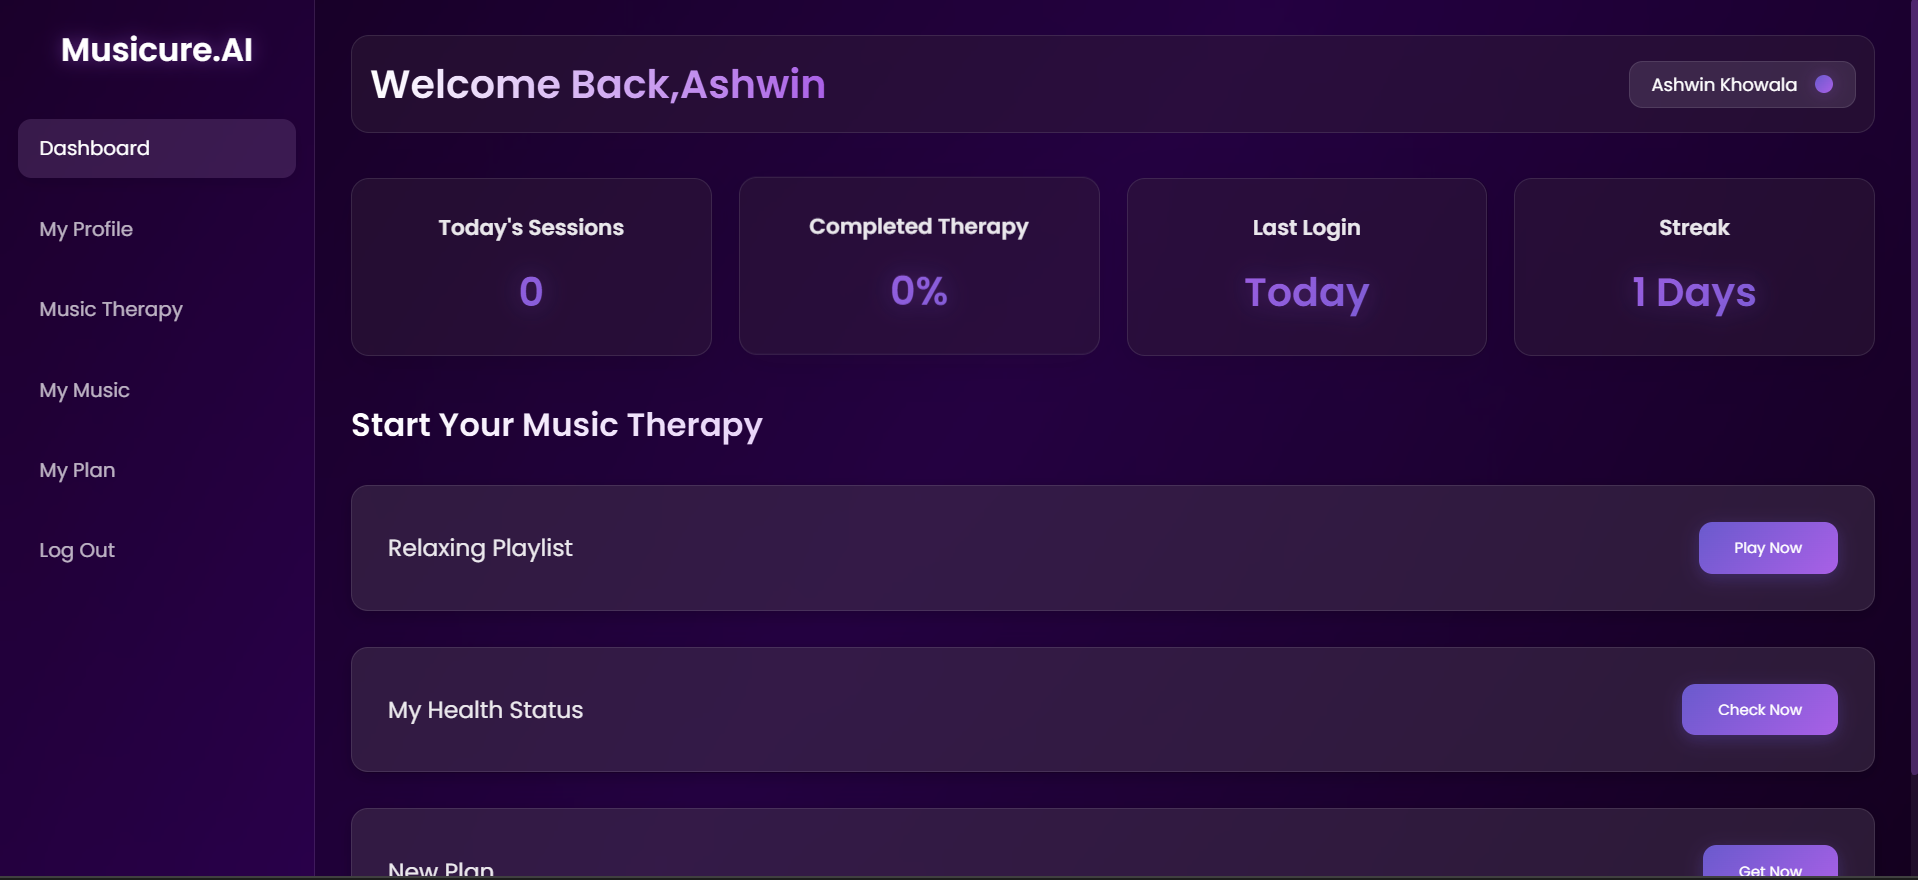 Musicure.AI
Dashboard
My Profile
Music Therapy
My Music
My Plan
Log Out
Welcome Back,Ashwin
Ashwin Khowala
Today's Sessions
0
Completed Therapy
0%
Last Login
Today
Streak
1 Days
Start Your Music Therapy
Relaxing Playlist
Play Now
My Health Status
Check Now
New Plan
Get Now